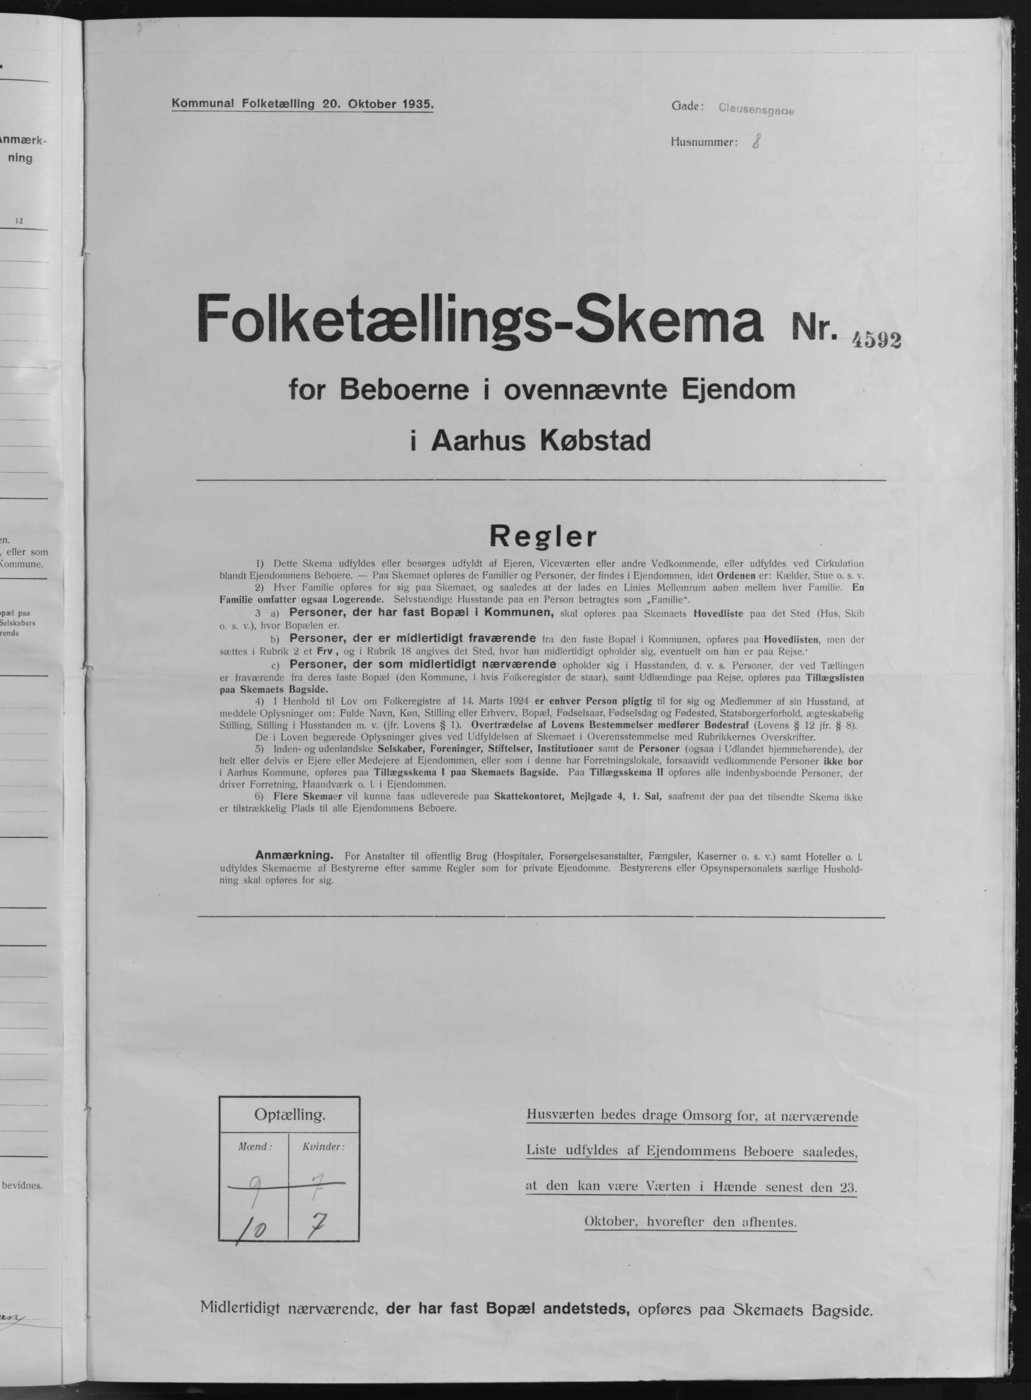 Anmærk-
ning
12
en.
, eller som
Kommune.
opæl paa
Selskabers
rende
bevidnes.
Kommunal Folketælling 20. Oktober 1935.
Gade: Clausensgade
Husnummer: 8
Folketællings-Skema Nr. 4592
for Beboerne i ovennævnte Ejendom
i Aarhus Købstad
Regler
1) Dette Skema udfyldes eller besørges udfyldt af Ejeren, Viceværten eller andre Vedkommende, eller udfyldes ved Cirkulation
blandt Ejendommens Beboere. — Paa Skemaet opføres de Familier og Personer, der findes i Ejendommen, idet Ordenen er: Kælder, Stue o. s. v.
2) Hver Familie opføres for sig paa Skemaet, og saaledes at der lades en Linies Mellemrum aaben mellem hver Familie. En
Familie omfatter ogsaa Logerende. Selvstændige Husstande paa en Person betragtes som „Familie“.
3 a) Personer, der har fast Bopæl i Kommunen, skal opføres paa Skemaets Hovedliste paa det Sted (Hus, Skib
o. s. v.), hvor Bopælen er.
b) Personer, der er midlertidigt fraværende fra den faste Bopæl i Kommunen, opføres paa Hovedlisten, men der
sættes i Rubrik 2 et Frv, og i Rubrik 18 angives det Sted, hvor han midlertidigt opholder sig, eventuelt om han er paa Rejse.
c) Personer, der som midlertidigt nærværende opholder sig i Husstanden, d. v. s. Personer, der ved Tællingen
er fraværende fra deres faste Bopæl (den Kommune, i hvis Folkeregister de staar), samt Udlændinge paa Rejse, opføres paa Tillægslisten
paa Skemaets Bagside.
4) I Henhold til Lov om Folkeregistre af 14. Marts 1924 er enhver Person pligtig til for sig og Medlemmer af sin Husstand, at
meddele Oplysninger om: Fulde Navn, Køn, Stilling eller Erhverv, Bopæl, Fødselsaar, Fødselsdag og Fødested, Statsborgerforhold, ægteskabelig
Stilling, Stilling i Husstanden m. v. (jfr. Lovens § 1). Overtrædelse af Lovens Bestemmelser medfører Bødestraf (Lovens § 12 jfr. § 8).
De i Loven begærede Oplysninger gives ved Udfyldelsen af Skemaet i Overensstemmelse med Rubrikkernes Overskrifter.
5) Inden- og udenlandske Selskaber, Foreninger, Stiftelser, Institutioner samt de Personer (ogsaa i Udlandet hjemmehørende), der
helt eller delvis er Ejere eller Medejere af Ejendommen, eller som i denne har Forretningslokale, forsaavidt vedkommende Personer ikke bor
i Aarhus Kommune, opføres paa Tillægsskema I paa Skemaets Bagside. Paa Tillægsskema II opføres alle indenbysboende Personer, der
driver Forretning, Haandværk o. l. i Ejendommen.
6) Flere Skemaer vil kunne faas udleverede paa Skattekontoret, Mejlgade 4, 1. Sal, saafremt der paa det tilsendte Skema ikke
er tilstrækkelig Plads til alle Ejendommens Beboere.
Anmærkning. For Anstalter til offentlig Brug (Hospitaler, Forsørgelsesanstalter, Fængsler, Kaserner o. s. v.) samt Hoteller o. l.
udfyldes Skemaerne af Bestyrerne efter samme Regler som for private Ejendomme. Bestyrerens eller Opsynspersonalets særlige Hushold-
ning skal opføres for sig.
Optælling.
Mænd: Kvinder:
9 7
10 7
Husværten bedes drage Omsorg for, at nærværende
Liste udfyldes af Ejendommens Beboere saaledes,
at den kan være Værten i Hænde senest den 23.
Oktober, hvorefter den afhentes.
Midlertidigt nærværende, der har fast Bopæl andetsteds, opføres paa Skemaets Bagside.